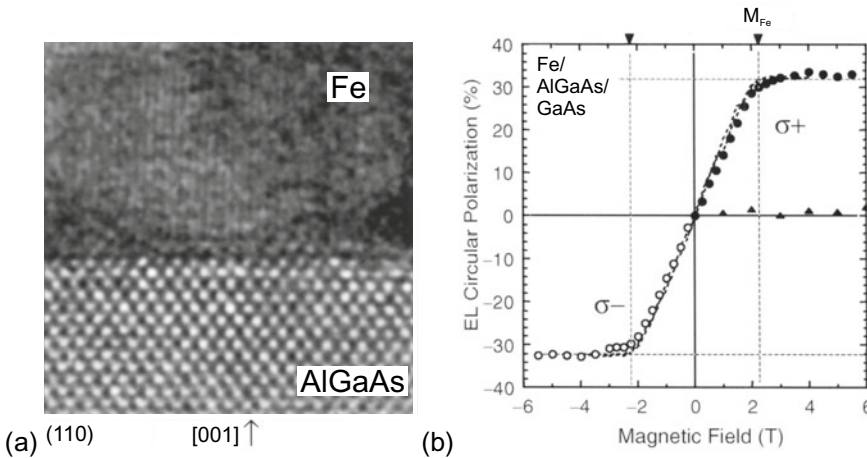 Fe
AlGaAs
(a) (110) [001] ↑
M_Fe
Fe/
AlGaAs/
GaAs
σ+
σ−
EL Circular Polarization (%)
40
30
20
10
0
−10
−20
−30
−40
−6 −4 −2 0 2 4 6
Magnetic Field (T)
(b)